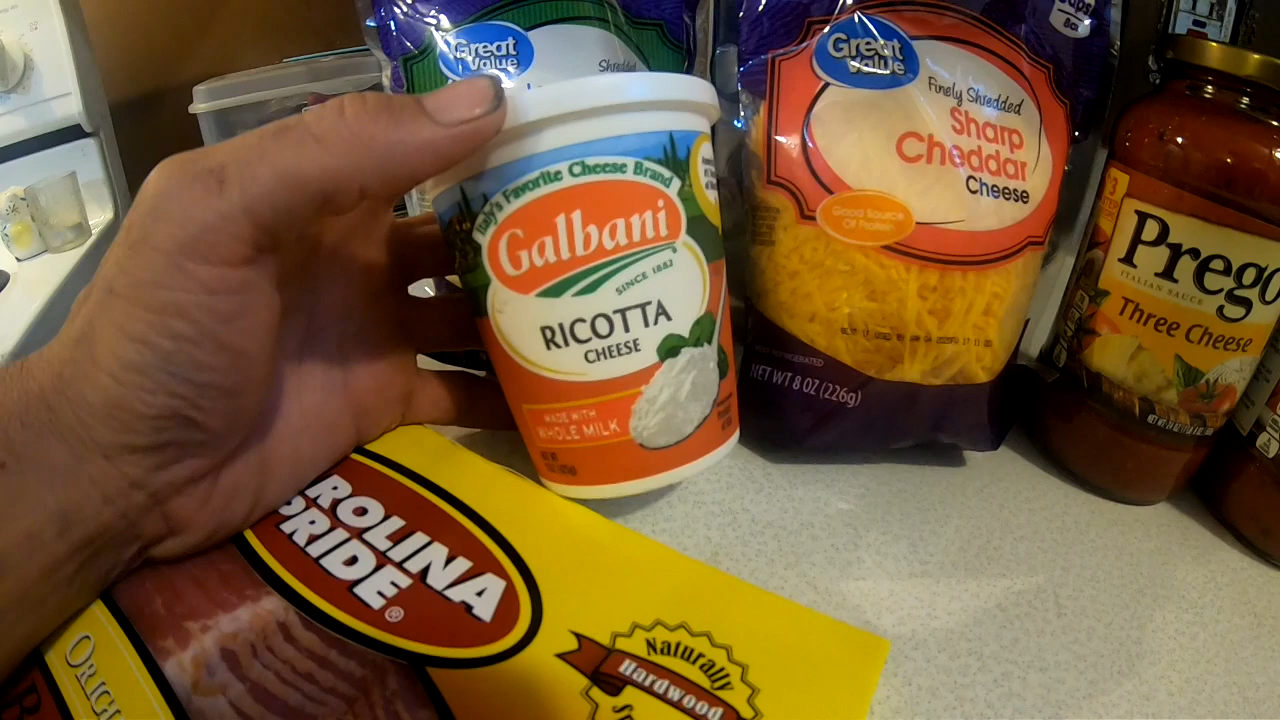 Great
Value
Shredded
Great
Value
Finely Shredded
Sharp
Cheddar
Cheese
Good Source
Of Protein
NET WT 8 OZ (226g)
Italy's Favorite Cheese Brand
Galbani
SINCE 1882
RICOTTA
CHEESE
MADE WITH
WHOLE MILK
Prego
ITALIAN SAUCE
Three Cheese
ROLINA
PRIDE®
Naturally
Hardwood